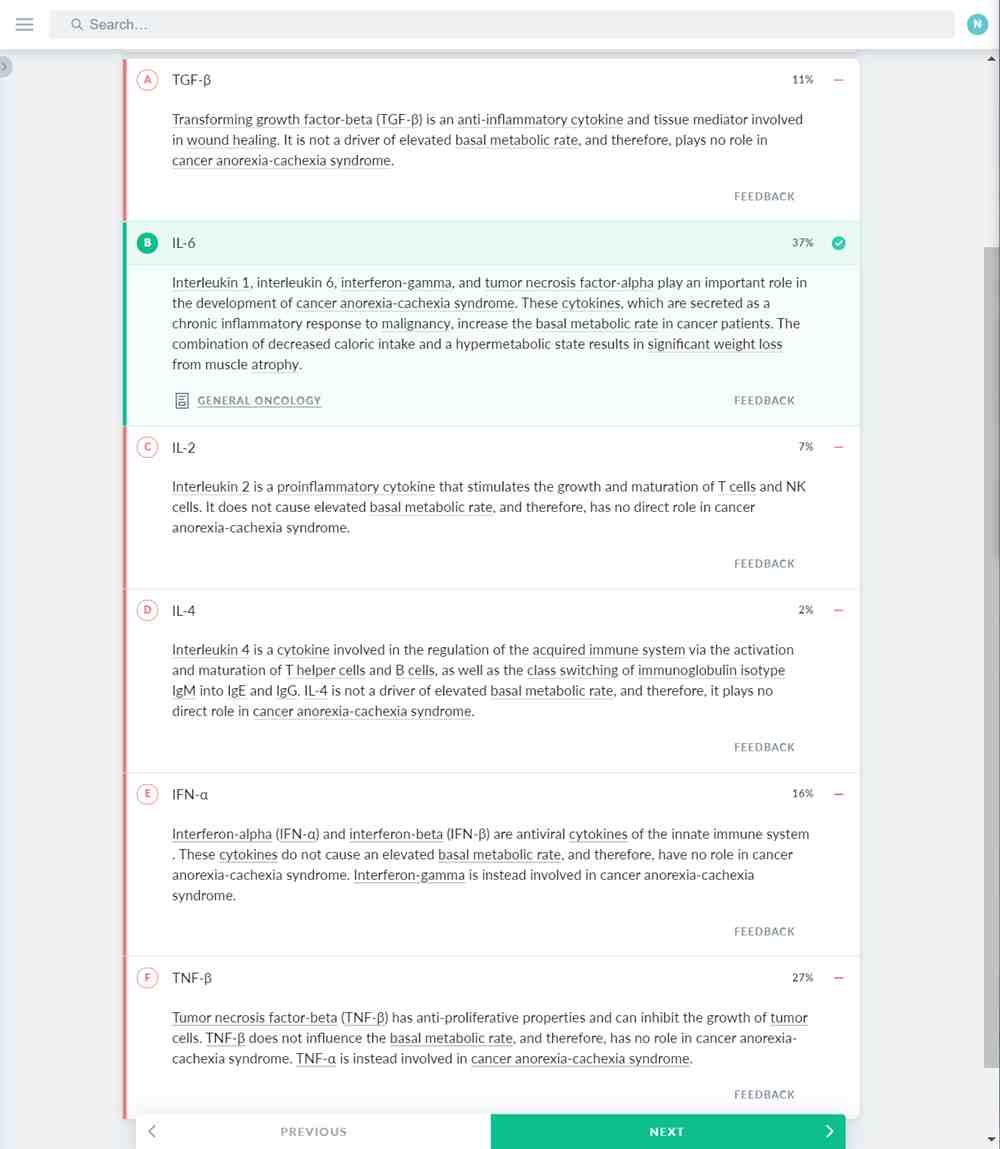 Search...
N
A TGF-β 11%
Transforming growth factor-beta (TGF-β) is an anti-inflammatory cytokine and tissue mediator involved
in wound healing. It is not a driver of elevated basal metabolic rate, and therefore, plays no role in
cancer anorexia-cachexia syndrome.
FEEDBACK
B IL-6 37%
Interleukin 1, interleukin 6, interferon-gamma, and tumor necrosis factor-alpha play an important role in
the development of cancer anorexia-cachexia syndrome. These cytokines, which are secreted as a
chronic inflammatory response to malignancy, increase the basal metabolic rate in cancer patients. The
combination of decreased caloric intake and a hypermetabolic state results in significant weight loss
from muscle atrophy.
GENERAL ONCOLOGY FEEDBACK
C IL-2 7%
Interleukin 2 is a proinflammatory cytokine that stimulates the growth and maturation of T cells and NK
cells. It does not cause elevated basal metabolic rate, and therefore, has no direct role in cancer
anorexia-cachexia syndrome.
FEEDBACK
D IL-4 2%
Interleukin 4 is a cytokine involved in the regulation of the acquired immune system via the activation
and maturation of T helper cells and B cells, as well as the class switching of immunoglobulin isotype
IgM into IgE and IgG. IL-4 is not a driver of elevated basal metabolic rate, and therefore, it plays no
direct role in cancer anorexia-cachexia syndrome.
FEEDBACK
E IFN-α 16%
Interferon-alpha (IFN-α) and interferon-beta (IFN-β) are antiviral cytokines of the innate immune system
. These cytokines do not cause an elevated basal metabolic rate, and therefore, have no role in cancer
anorexia-cachexia syndrome. Interferon-gamma is instead involved in cancer anorexia-cachexia
syndrome.
FEEDBACK
F TNF-β 27%
Tumor necrosis factor-beta (TNF-β) has anti-proliferative properties and can inhibit the growth of tumor
cells. TNF-β does not influence the basal metabolic rate, and therefore, has no role in cancer anorexia-
cachexia syndrome. TNF-α is instead involved in cancer anorexia-cachexia syndrome.
FEEDBACK
PREVIOUS NEXT